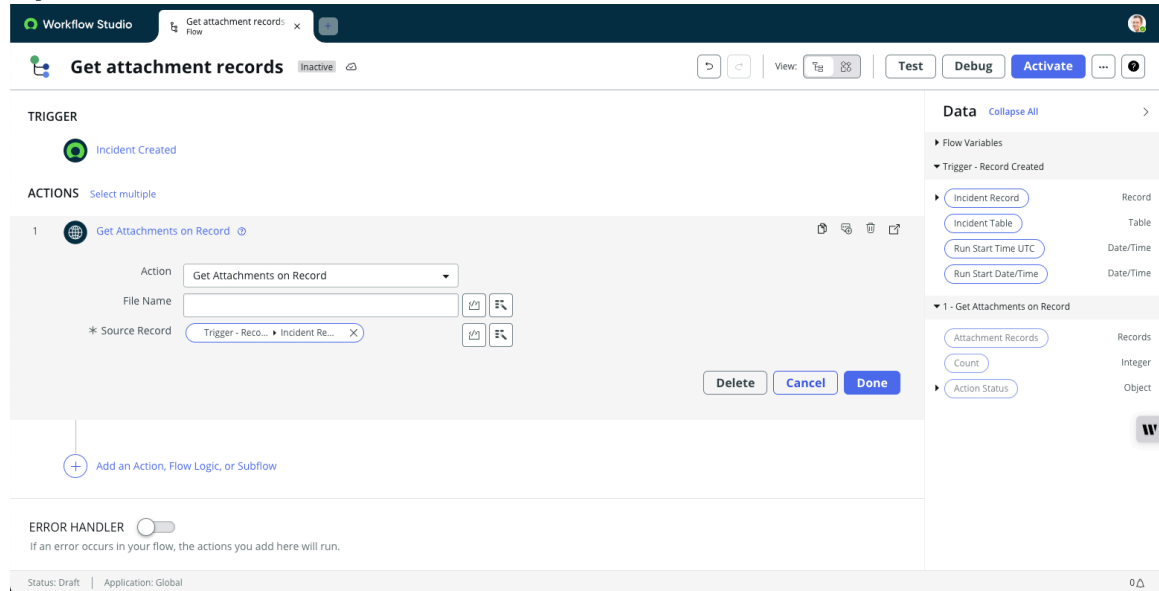 Workflow Studio
Get attachment records
Flow
Get attachment records
Inactive
View:
Test
Debug
Activate
TRIGGER
Incident Created
ACTIONS Select multiple
1 Get Attachments on Record
Action Get Attachments on Record
File Name
* Source Record Trigger - Reco... ▸ Incident Re... X
Delete Cancel Done
Add an Action, Flow Logic, or Subflow
ERROR HANDLER
If an error occurs in your flow, the actions you add here will run.
Status: Draft | Application: Global
Data Collapse All
Flow Variables
Trigger - Record Created
Incident Record Record
Incident Table Table
Run Start Time UTC Date/Time
Run Start Date/Time Date/Time
1 - Get Attachments on Record
Attachment Records Records
Count Integer
Action Status Object
0